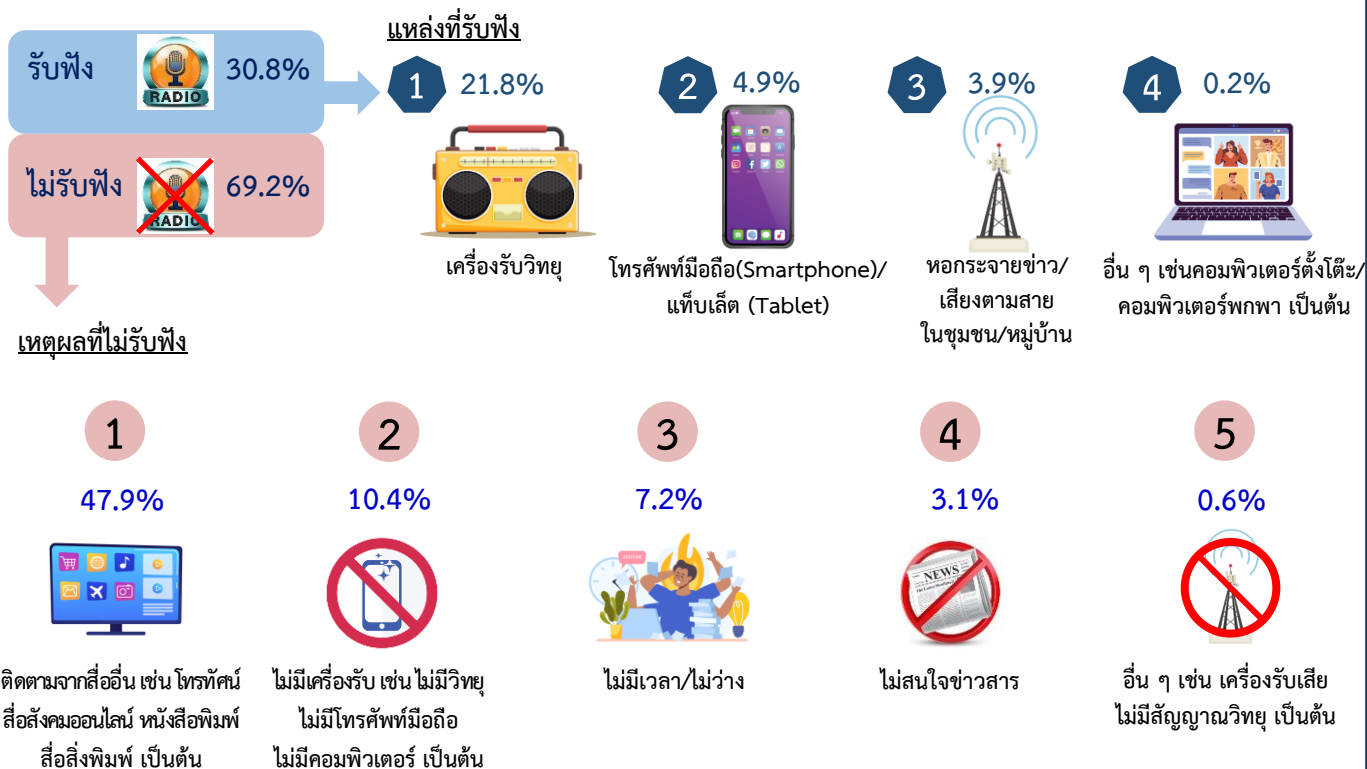 แหล่งที่รับฟัง
รับฟัง
RADIO
30.8%
ไม่รับฟัง
RADIO
69.2%
1
21.8%
เครื่องรับวิทยุ
2
4.9%
โทรศัพท์มือถือ(Smartphone)/
แท็บเล็ต (Tablet)
3
3.9%
หอกระจายข่าว/
เสียงตามสาย
ในชุมชน/หมู่บ้าน
4
0.2%
อื่น ๆ เช่นคอมพิวเตอร์ตั้งโต๊ะ/
คอมพิวเตอร์พกพา เป็นต้น
เหตุผลที่ไม่รับฟัง
1
47.9%
ติดตามจากสื่ออื่น เช่น โทรทัศน์
สื่อสังคมออนไลน์ หนังสือพิมพ์
สื่อสิ่งพิมพ์ เป็นต้น
2
10.4%
ไม่มีเครื่องรับ เช่น ไม่มีวิทยุ
ไม่มีโทรศัพท์มือถือ
ไม่มีคอมพิวเตอร์ เป็นต้น
3
7.2%
ไม่มีเวลา/ไม่ว่าง
4
3.1%
NEWS
ไม่สนใจข่าวสาร
5
0.6%
อื่น ๆ เช่น เครื่องรับเสีย
ไม่มีสัญญาณวิทยุ เป็นต้น